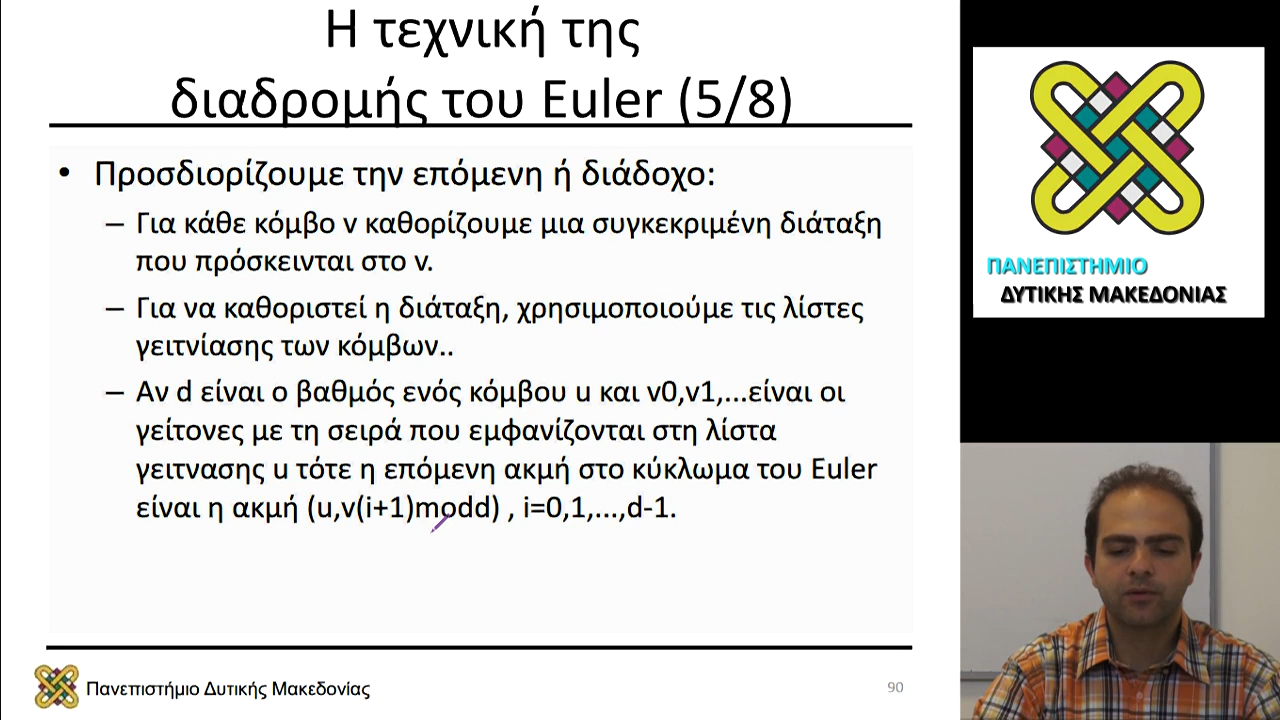 Η τεχνική της
διαδρομής του Euler (5/8)
• Προσδιορίζουμε την επόμενη ή διάδοχο:
– Για κάθε κόμβο v καθορίζουμε μια συγκεκριμένη διάταξη
που πρόσκεινται στο v.
– Για να καθοριστεί η διάταξη, χρησιμοποιούμε τις λίστες
γειτνίασης των κόμβων..
– Αν d είναι ο βαθμός ενός κόμβου u και v0,v1,...είναι οι
γείτονες με τη σειρά που εμφανίζονται στη λίστα
γειτνασης u τότε η επόμενη ακμή στο κύκλωμα του Euler
είναι η ακμή (u,v(i+1)modd) , i=0,1,...,d-1.
Πανεπιστήμιο Δυτικής Μακεδονίας
90
ΠΑΝΕΠΙΣΤΗΜΙΟ
ΔΥΤΙΚΗΣ ΜΑΚΕΔΟΝΙΑΣ